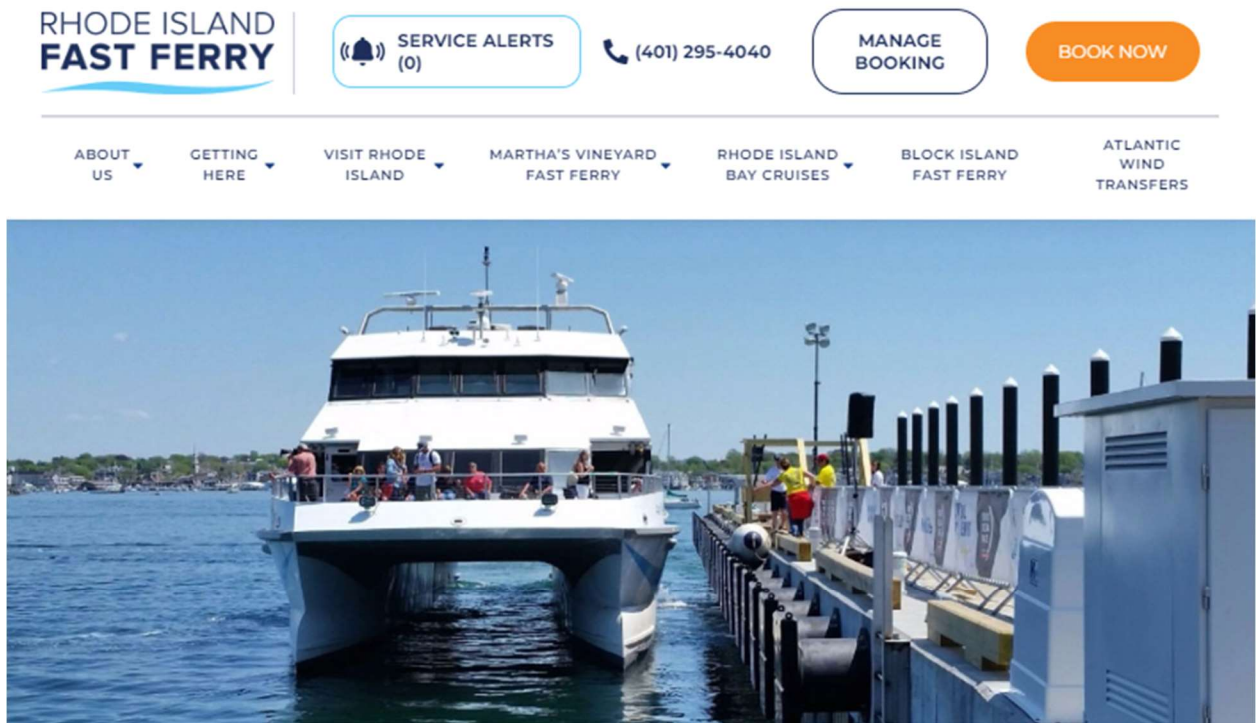 RHODE ISLAND
FAST FERRY
SERVICE ALERTS
(0)
(401) 295-4040
MANAGE
BOOKING
BOOK NOW
ABOUT
US
GETTING
HERE
VISIT RHODE
ISLAND
MARTHA'S VINEYARD
FAST FERRY
RHODE ISLAND
BAY CRUISES
BLOCK ISLAND
FAST FERRY
ATLANTIC
WIND
TRANSFERS